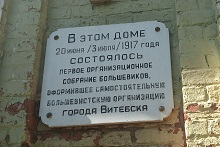 В этом доме
20 июня /3 июля/ 1917 года
состоялось
первое организационное
собрание большевиков,
оформившее самостоятельную
большевистскую организацию
города Витебска